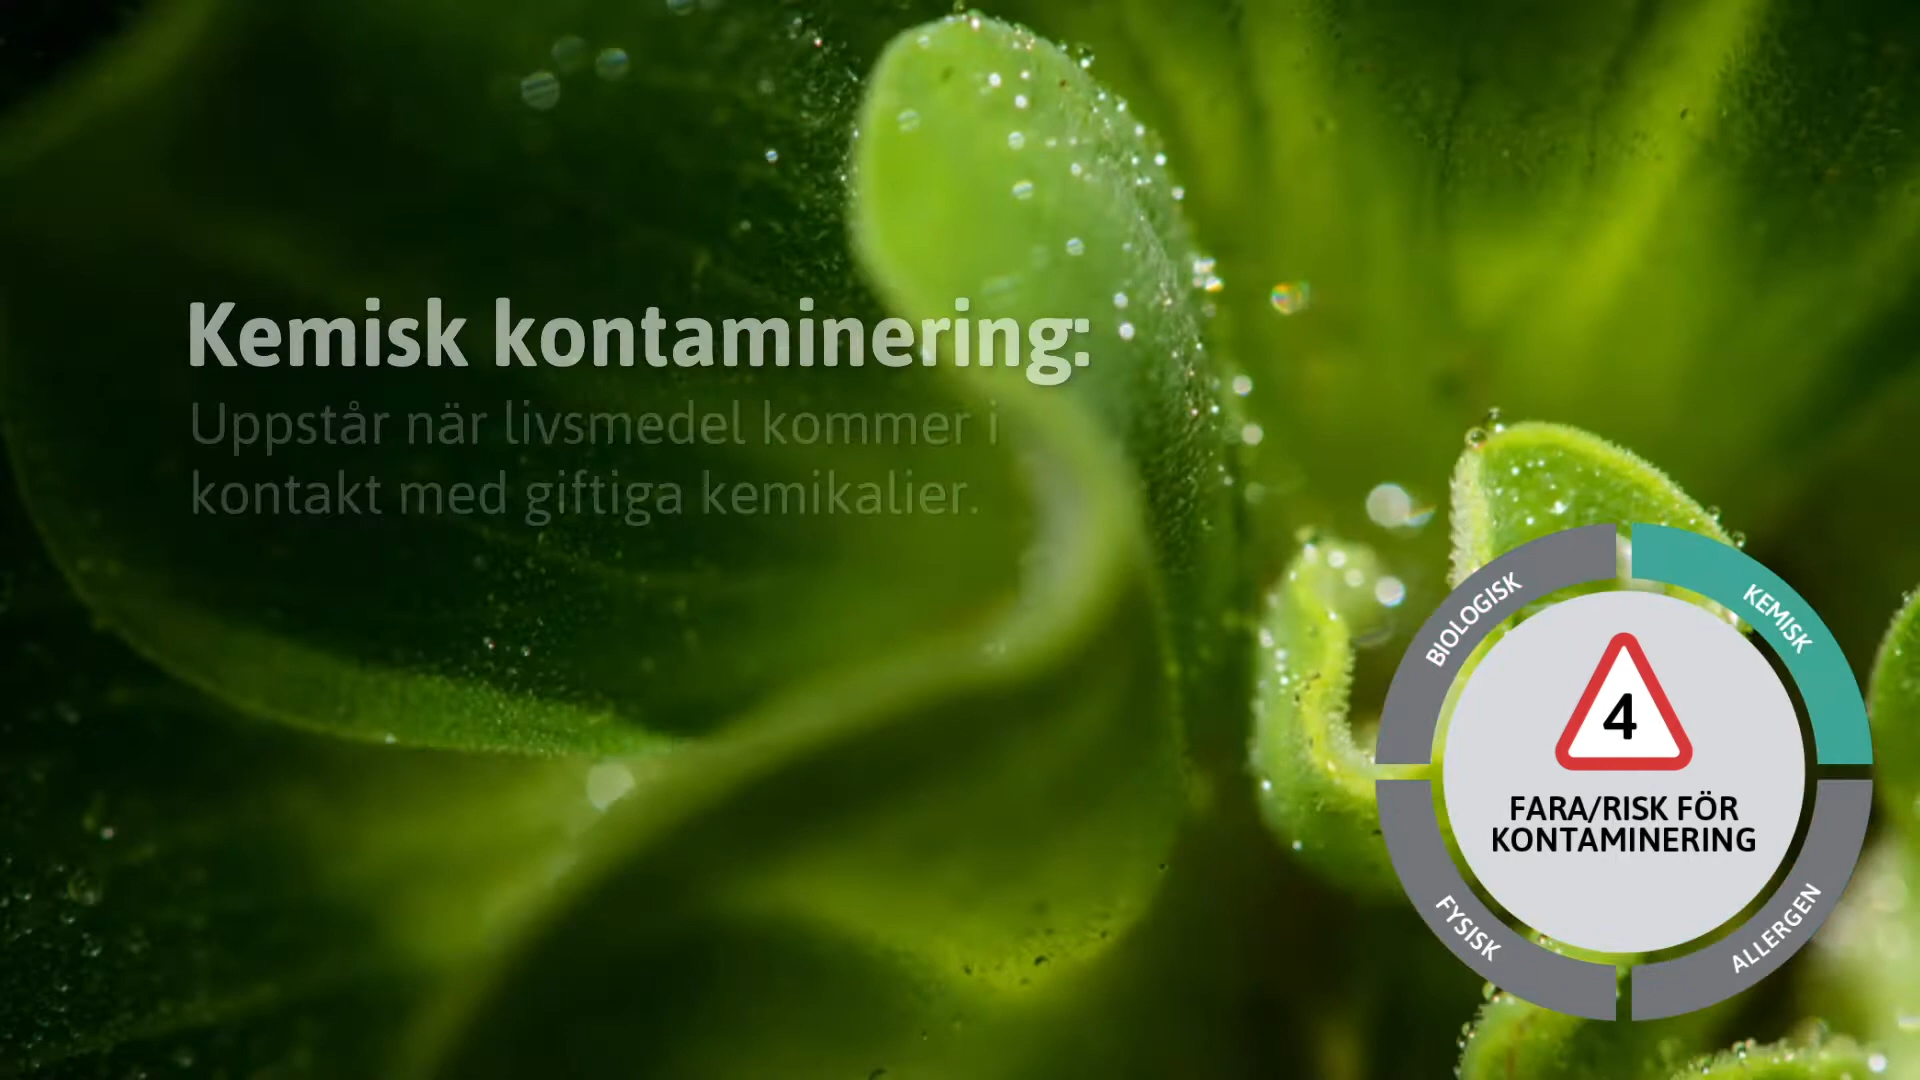 Kemisk kontaminering:
Uppstår när livsmedel kommer i
kontakt med giftiga kemikalier.
BIOLOGISK
KEMISK
4
FARA/RISK FÖR
KONTAMINERING
FYSISK
ALLERGEN